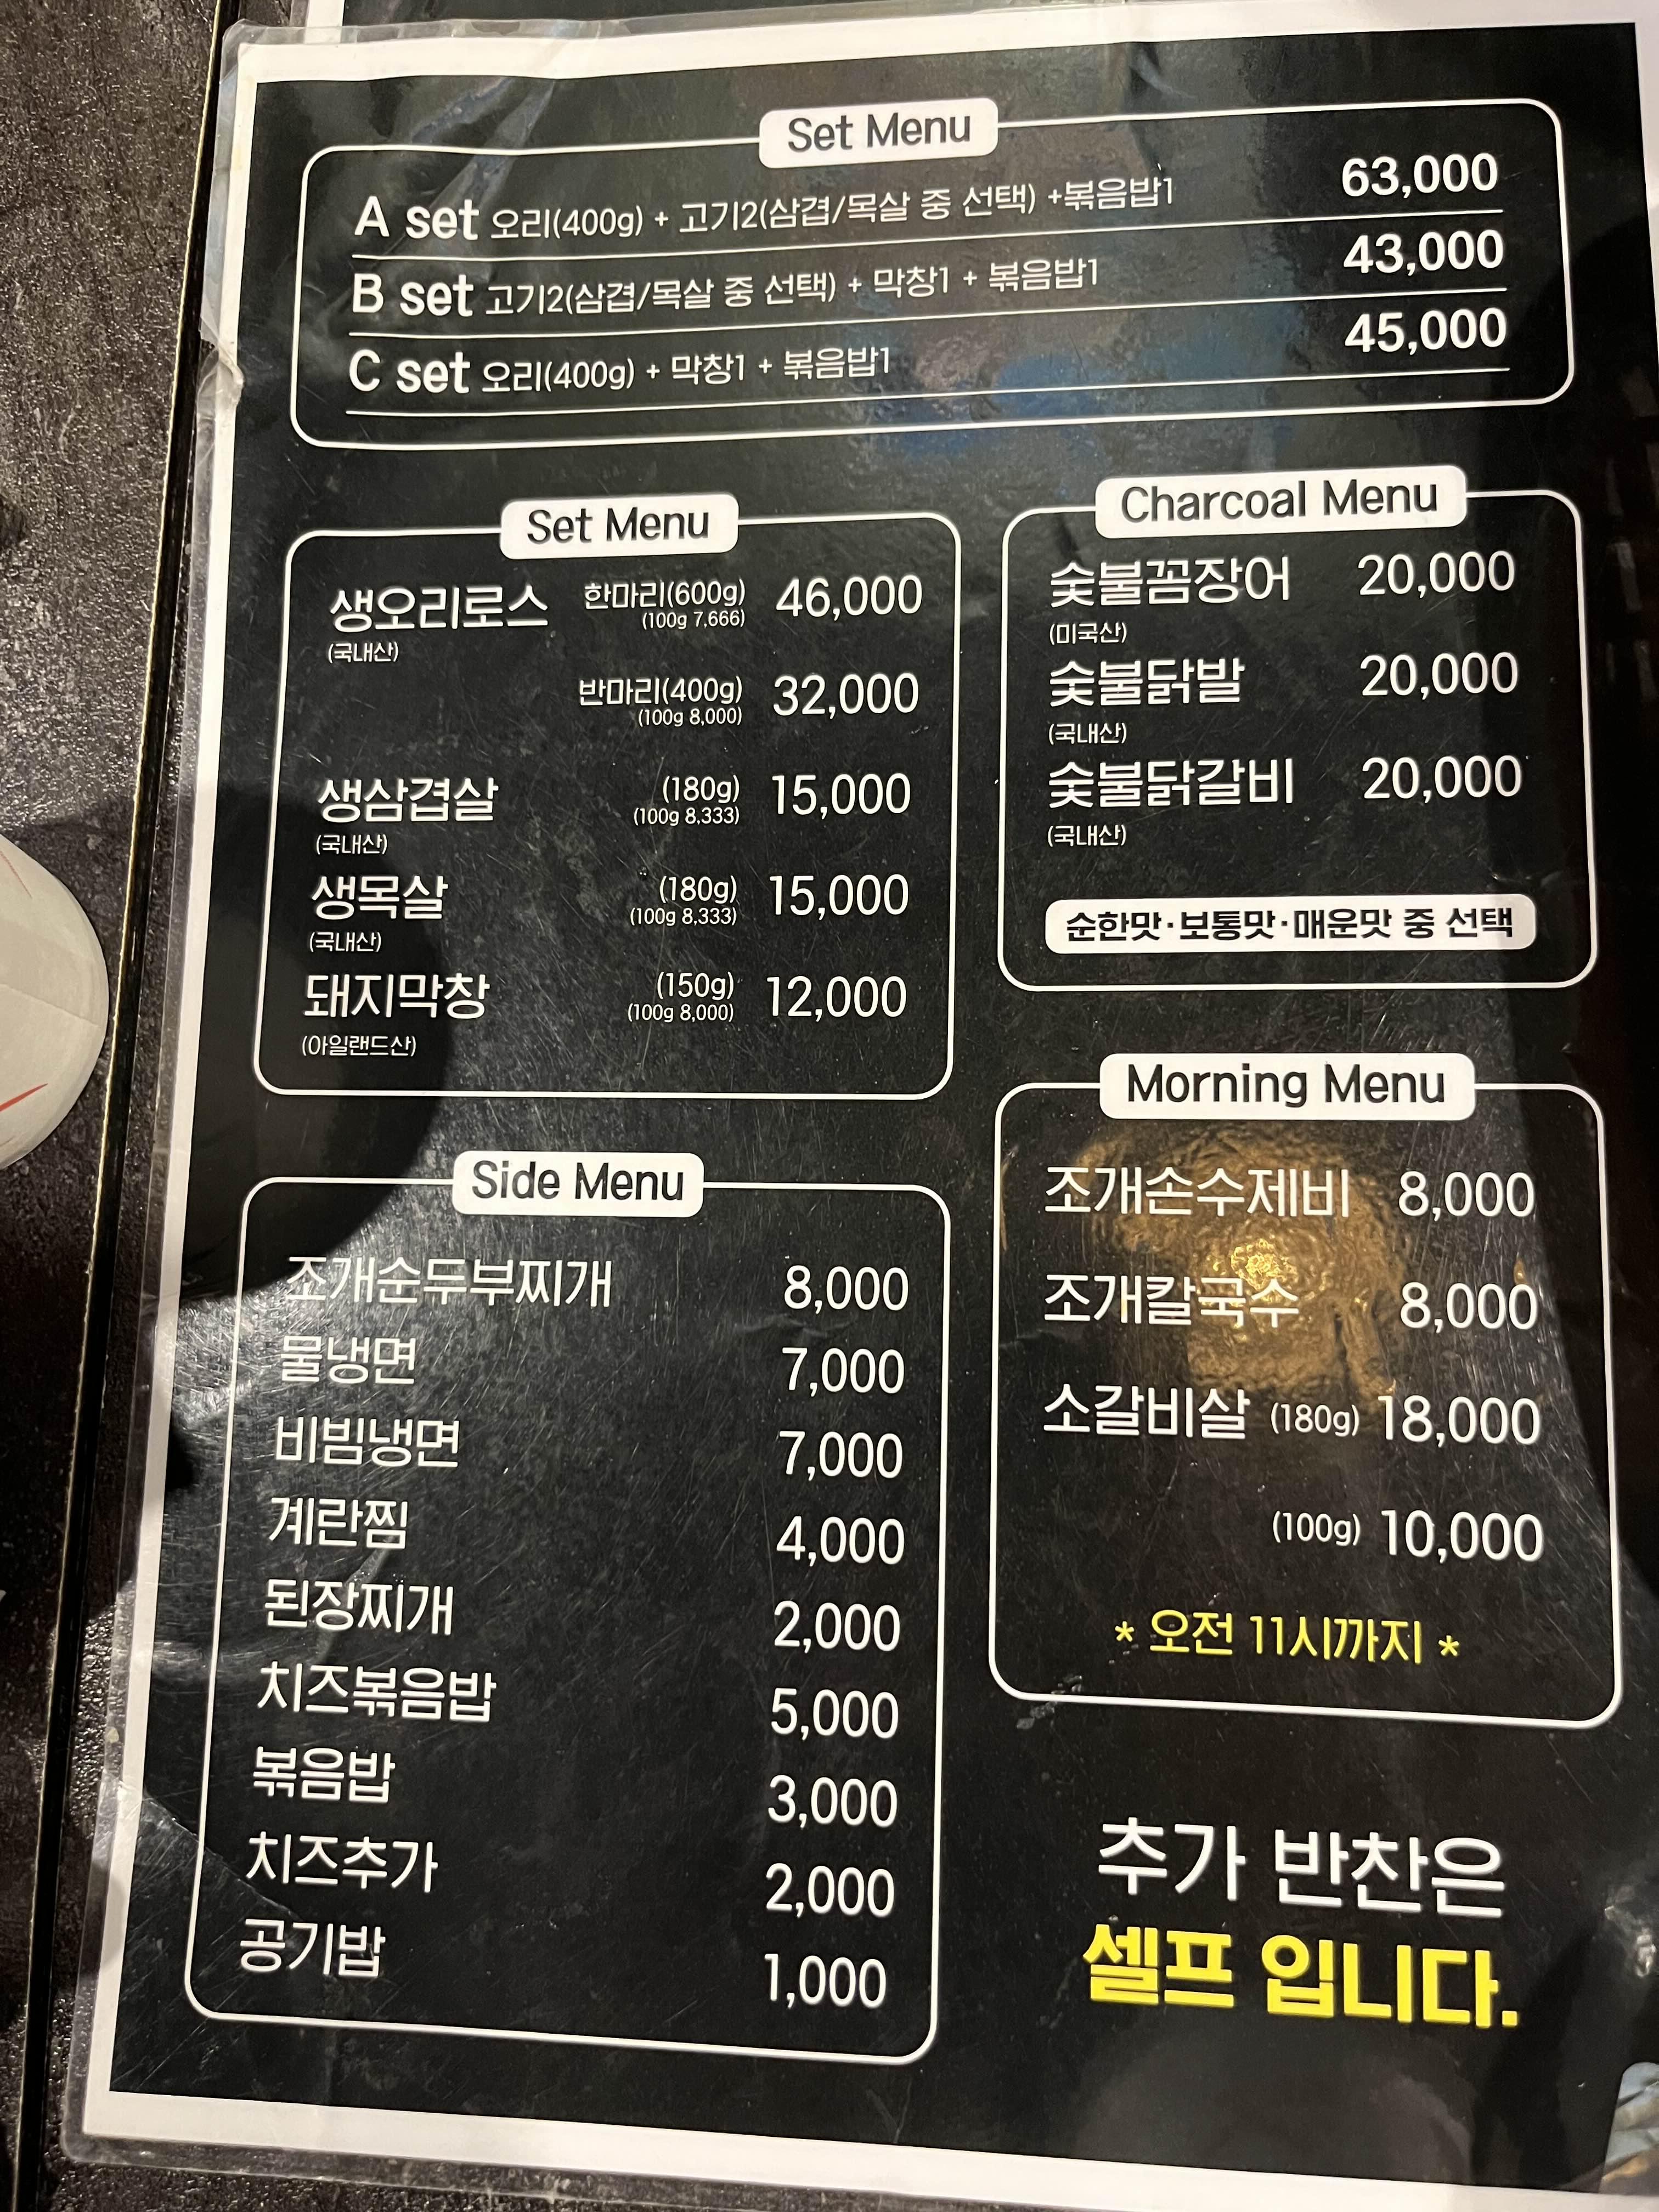 Set Menu
A set 오리(400g) + 고기2(삼겹/목살 중 선택) +볶음밥1 63,000
B set 고기2(삼겹/목살 중 선택) + 막창1 + 볶음밥1 43,000
C set 오리(400g) + 막창1 + 볶음밥1 45,000
Set Menu
생오리로스 한마리(600g) 46,000
(국내산) (100g 7,666)
반마리(400g) 32,000
(100g 8,000)
생삼겹살 (180g) 15,000
(국내산) (100g 8,333)
생목살 (180g) 15,000
(국내산) (100g 8,333)
돼지막창 (150g) 12,000
(아일랜드산) (100g 8,000)
Charcoal Menu
숯불꼼장어 20,000
(미국산)
숯불닭발 20,000
(국내산)
숯불닭갈비 20,000
(국내산)
순한맛·보통맛·매운맛 중 선택
Side Menu
조개순두부찌개 8,000
물냉면 7,000
비빔냉면 7,000
계란찜 4,000
된장찌개 2,000
치즈볶음밥 5,000
볶음밥 3,000
치즈추가 2,000
공기밥 1,000
Morning Menu
조개손수제비 8,000
조개칼국수 8,000
소갈비살 (180g) 18,000
(100g) 10,000
* 오전 11시까지 *
추가 반찬은
셀프 입니다.